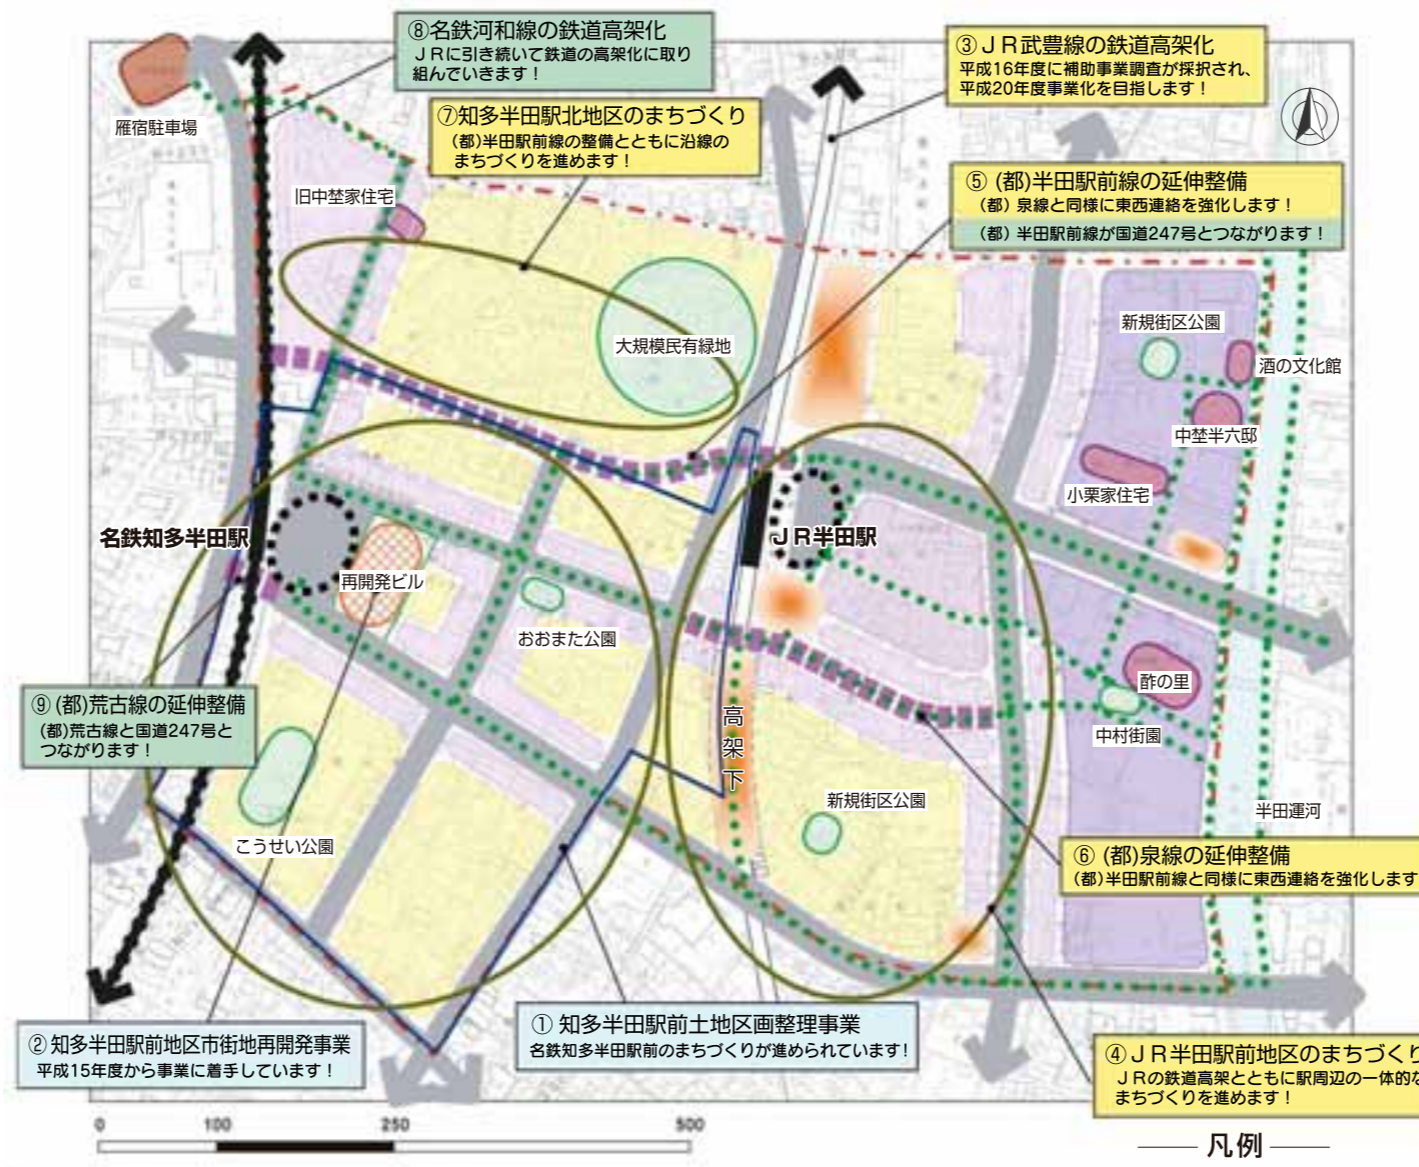 ⑧名鉄河和線の鉄道高架化
ＪＲに引き続いて鉄道の高架化に取り
組んでいきます！
③ＪＲ武豊線の鉄道高架化
平成16年度に補助事業調査が採択され、
平成20年度事業化を目指します！
⑦知多半田駅北地区のまちづくり
(都)半田駅前線の整備とともに沿線の
まちづくりを進めます！
雁宿駐車場
旧中埜家住宅
⑤ (都)半田駅前線の延伸整備
(都) 泉線と同様に東西連絡を強化します！
(都) 半田駅前線が国道247号とつながります！
大規模民有緑地
新規街区公園
酒の文化館
中埜半六邸
小栗家住宅
名鉄知多半田駅
ＪＲ半田駅
再開発ビル
おおまた公園
酢の里
中村街園
⑨ (都)荒古線の延伸整備
(都)荒古線と国道247号と
つながります！
高架下
新規街区公園
半田運河
こうせい公園
⑥ (都)泉線の延伸整備
(都)半田駅前線と同様に東西連絡を強化します
① 知多半田駅前土地区画整理事業
名鉄知多半田駅前のまちづくりが進められています！
② 知多半田駅前地区市街地再開発事業
平成15年度から事業に着手しています！
④ＪＲ半田駅前地区のまちづくり
ＪＲの鉄道高架とともに駅周辺の一体的な
まちづくりを進めます！
0 100 250 500
凡例